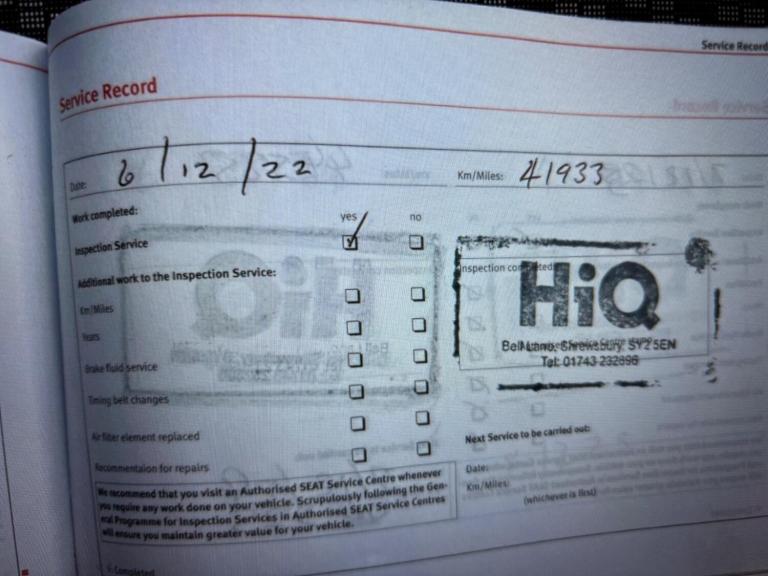 Service Record
Service Record
Date: 6/12/22 Km/Miles: 41933
Work completed: yes no
Inspection Service
Inspection completed
HiQ
Bell Lane, Shrewsbury. SY2 5EN
Tel: 01743 232896
Additional work to the Inspection Service:
Km/Miles
Years
Brake fluid service
Timing belt changes
Air filter element replaced
Recommentaion for repairs
Next Service to be carried out:
Date:
Km/Miles:
(whichever is first)
We recommend that you visit an Authorised SEAT Service Centre whenever
you require any work done on your vehicle. Scrupulously following the Gen-
eral Programme for Inspection Services in Authorised SEAT Service Centres
will ensure you maintain greater value for your vehicle.